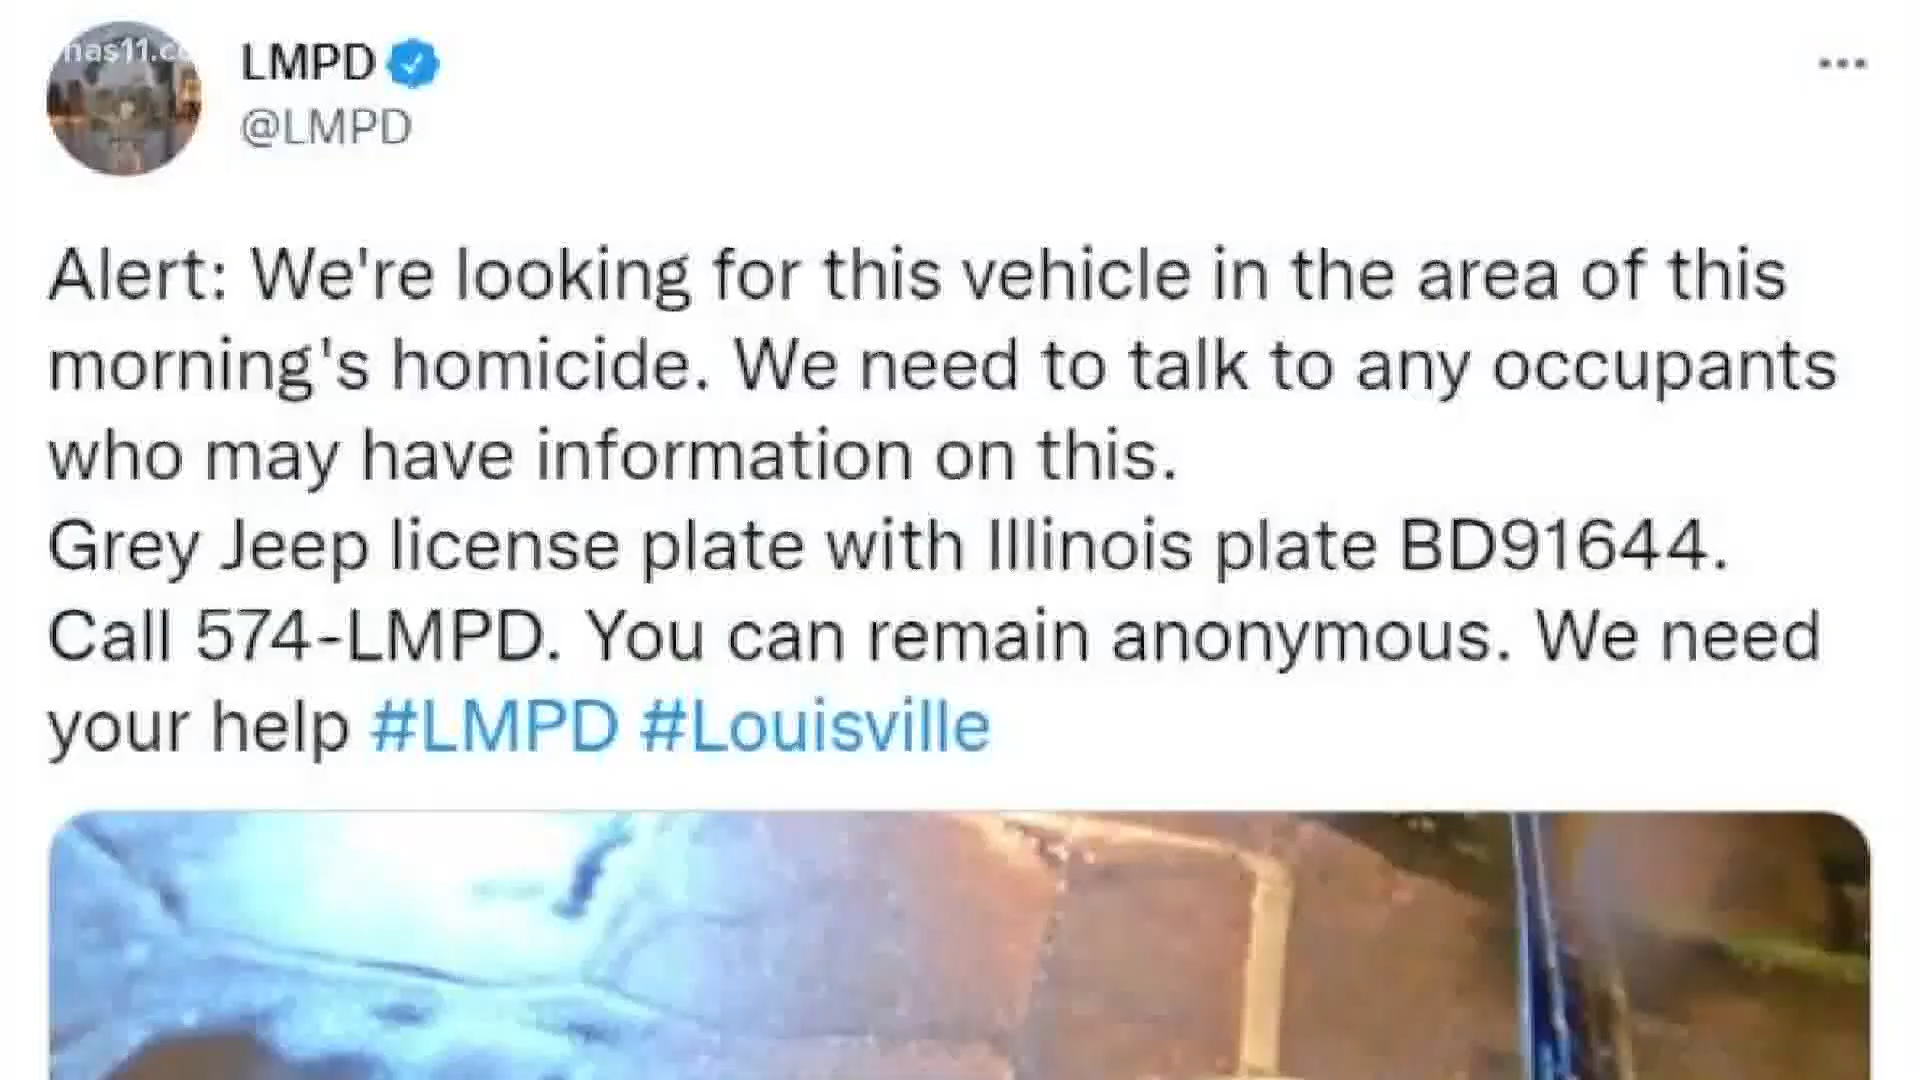 has11.c
LMPD
@LMPD
Alert: We're looking for this vehicle in the area of this
morning's homicide. We need to talk to any occupants
who may have information on this.
Grey Jeep license plate with Illinois plate BD91644.
Call 574-LMPD. You can remain anonymous. We need
your help #LMPD #Louisville